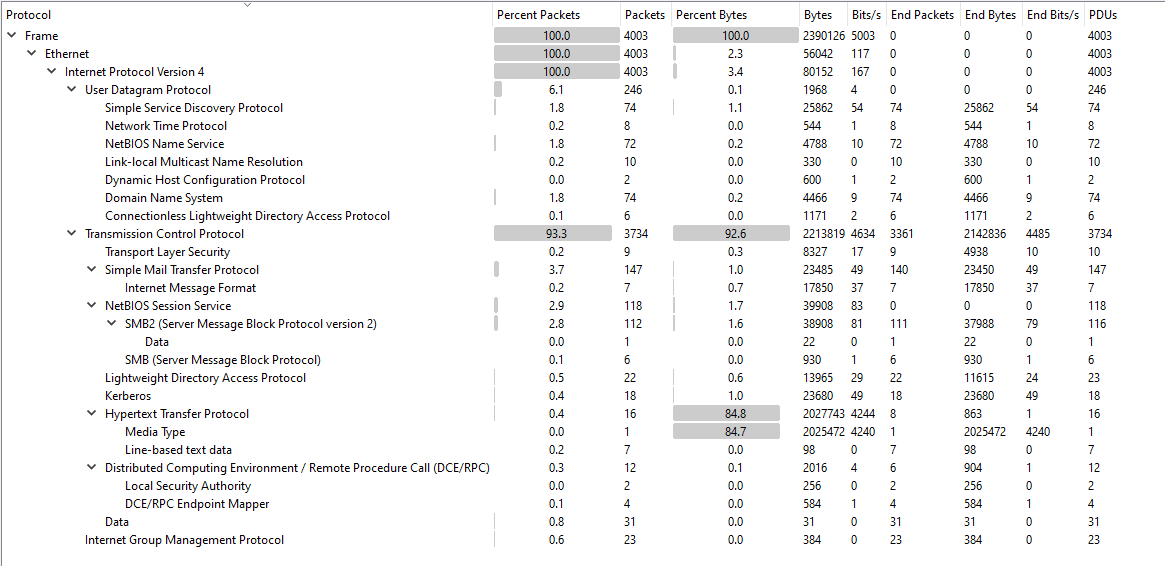 Protocol Percent Packets Packets Percent Bytes Bytes Bits/s End Packets End Bytes End Bits/s PDUs
Frame 100.0 4003 100.0 2390126 5003 0 0 0 4003
Ethernet 100.0 4003 2.3 56042 117 0 0 0 4003
Internet Protocol Version 4 100.0 4003 3.4 80152 167 0 0 0 4003
User Datagram Protocol 6.1 246 0.1 1968 4 0 0 0 246
Simple Service Discovery Protocol 1.8 74 1.1 25862 54 74 25862 54 74
Network Time Protocol 0.2 8 0.0 544 1 8 544 1 8
NetBIOS Name Service 1.8 72 0.2 4788 10 72 4788 10 72
Link-local Multicast Name Resolution 0.2 10 0.0 330 0 10 330 0 10
Dynamic Host Configuration Protocol 0.0 2 0.0 600 1 2 600 1 2
Domain Name System 1.8 74 0.2 4466 9 74 4466 9 74
Connectionless Lightweight Directory Access Protocol 0.1 6 0.0 1171 2 6 1171 2 6
Transmission Control Protocol 93.3 3734 92.6 2213819 4634 3361 2142836 4485 3734
Transport Layer Security 0.2 9 0.3 8327 17 9 4938 10 10
Simple Mail Transfer Protocol 3.7 147 1.0 23485 49 140 23450 49 147
Internet Message Format 0.2 7 0.7 17850 37 7 17850 37 7
NetBIOS Session Service 2.9 118 1.7 39908 83 0 0 0 118
SMB2 (Server Message Block Protocol version 2) 2.8 112 1.6 38908 81 111 37988 79 116
Data 0.0 1 0.0 22 0 1 22 0 1
SMB (Server Message Block Protocol) 0.1 6 0.0 930 1 6 930 1 6
Lightweight Directory Access Protocol 0.5 22 0.6 13965 29 22 11615 24 23
Kerberos 0.4 18 1.0 23680 49 18 23680 49 18
Hypertext Transfer Protocol 0.4 16 84.8 2027743 4244 8 863 1 16
Media Type 0.0 1 84.7 2025472 4240 1 2025472 4240 1
Line-based text data 0.2 7 0.0 98 0 7 98 0 7
Distributed Computing Environment / Remote Procedure Call (DCE/RPC) 0.3 12 0.1 2016 4 6 904 1 12
Local Security Authority 0.0 2 0.0 256 0 2 256 0 2
DCE/RPC Endpoint Mapper 0.1 4 0.0 584 1 4 584 1 4
Data 0.8 31 0.0 31 0 31 31 0 31
Internet Group Management Protocol 0.6 23 0.0 384 0 23 384 0 23